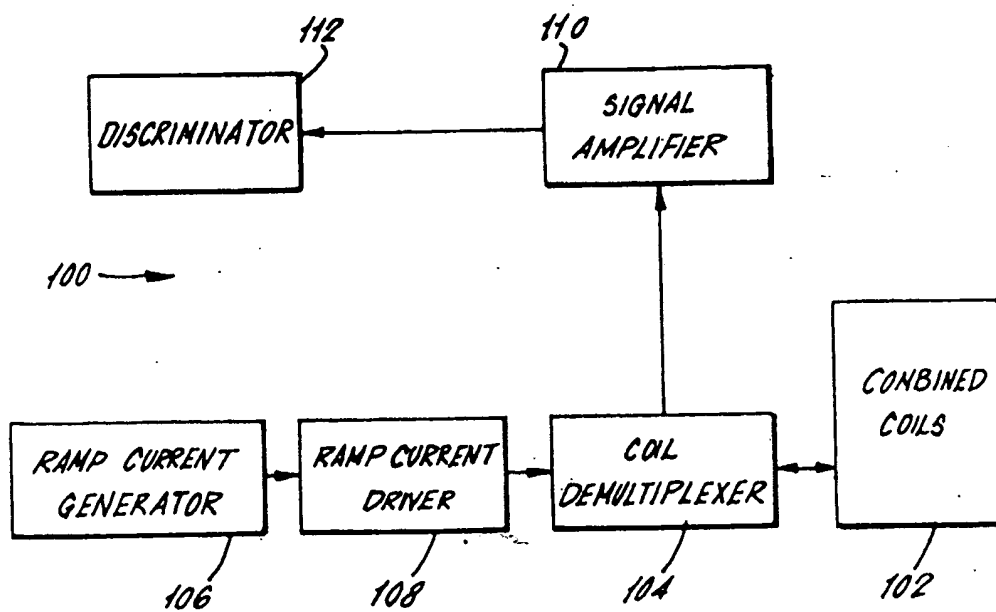 112
110
DISCRIMINATOR
SIGNAL
AMPLIFIER
100
COMBINED
COILS
RAMP CURRENT
GENERATOR
RAMP CURRENT
DRIVER
COIL
DEMULTIPLEXER
106
108
104
102